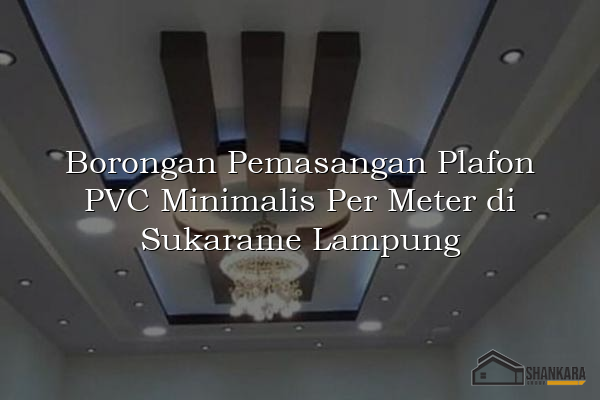 Borongan Pemasangan Plafon
PVC Minimalis Per Meter di
Sukarame Lampung
SHANKARA